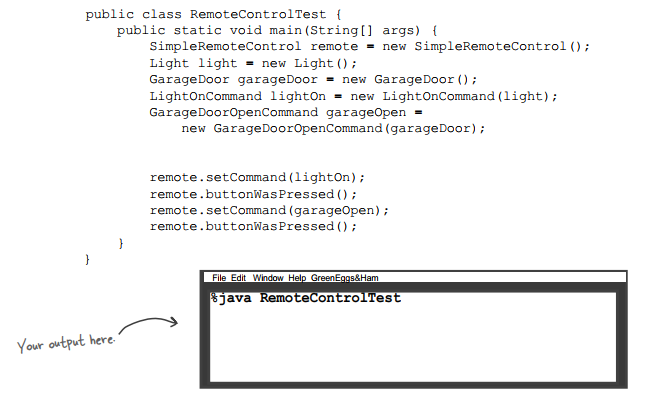 public class RemoteControlTest {
public static void main(String[] args) {
SimpleRemoteControl remote = new SimpleRemoteControl();
Light light = new Light();
GarageDoor garageDoor = new GarageDoor();
LightOnCommand lightOn = new LightOnCommand(light);
GarageDoorOpenCommand garageOpen =
new GarageDoorOpenCommand(garageDoor);
remote.setCommand(lightOn);
remote.buttonWasPressed();
remote.setCommand(garageOpen);
remote.buttonWasPressed();
}
}
File Edit Window Help GreenEggs&Ham
%java RemoteControlTest
Your output here.